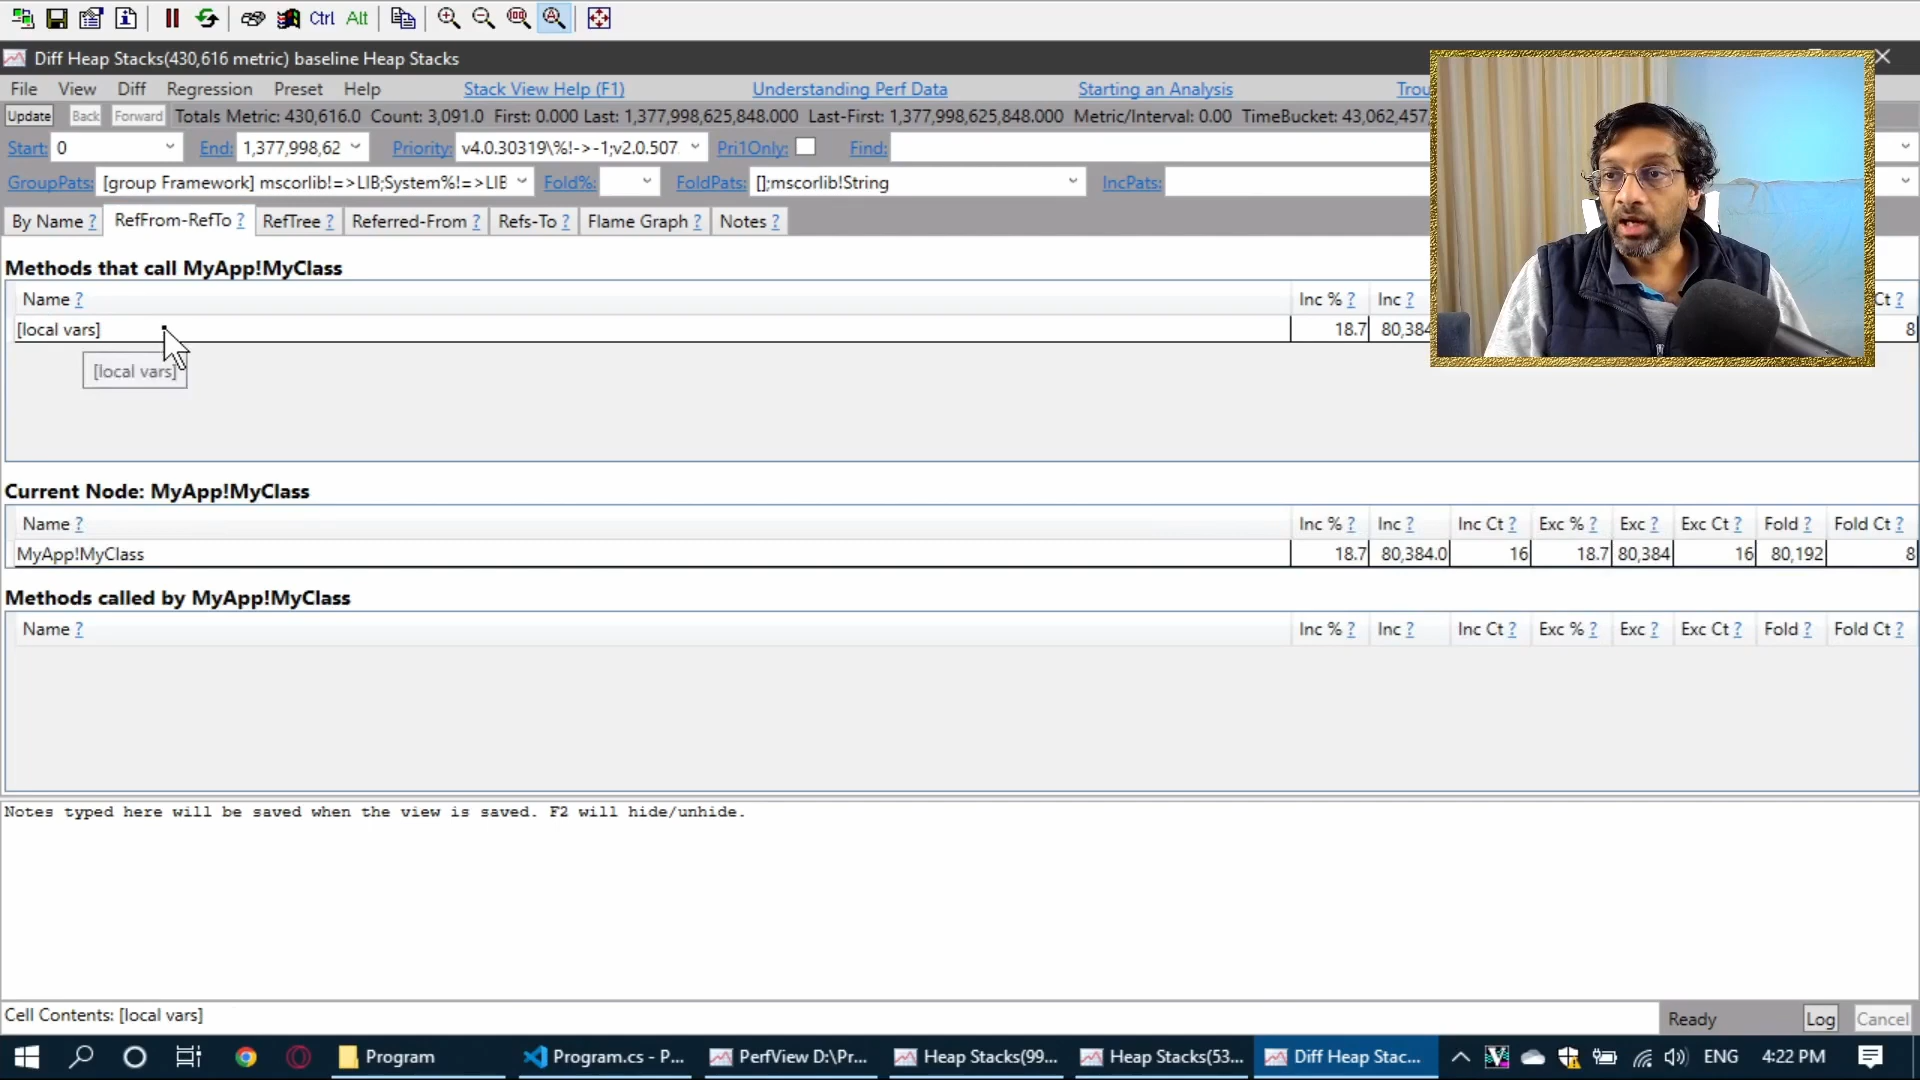 Ctrl Alt
Diff Heap Stacks(430,616 metric) baseline Heap Stacks
File View Diff Regression Preset Help Stack View Help (F1) Understanding Perf Data Starting an Analysis Trou
Update Back Forward Totals Metric: 430,616.0 Count: 3,091.0 First: 0.000 Last: 1,377,998,625,848.000 Last-First: 1,377,998,625,848.000 Metric/Interval: 0.00 TimeBucket: 43,062,457,
Start: 0 End: 1,377,998,62 Priority: v4.0.30319\%!->-1;v2.0.507 Pri1Only: Find:
GroupPats: [group Framework] mscorlib!=>LIB;System%!=>LIB Fold%: FoldPats: [];mscorlib!String IncPats:
By Name ? RefFrom-RefTo ? RefTree ? Referred-From ? Refs-To ? Flame Graph ? Notes ?
Methods that call MyApp!MyClass
Name ? Inc % ? Inc ? Ct ?
[local vars] 18.7 80,384 8
[local vars]
Current Node: MyApp!MyClass
Name ? Inc % ? Inc ? Inc Ct ? Exc % ? Exc ? Exc Ct ? Fold ? Fold Ct ?
MyApp!MyClass 18.7 80,384.0 16 18.7 80,384 16 80,192 8
Methods called by MyApp!MyClass
Name ? Inc % ? Inc ? Inc Ct ? Exc % ? Exc ? Exc Ct ? Fold ? Fold Ct ?
Notes typed here will be saved when the view is saved. F2 will hide/unhide.
Cell Contents: [local vars] Ready Log Cancel
Program Program.cs - P... PerfView D:\Pr... Heap Stacks(99... Heap Stacks(53... Diff Heap Stac... ENG 4:22 PM